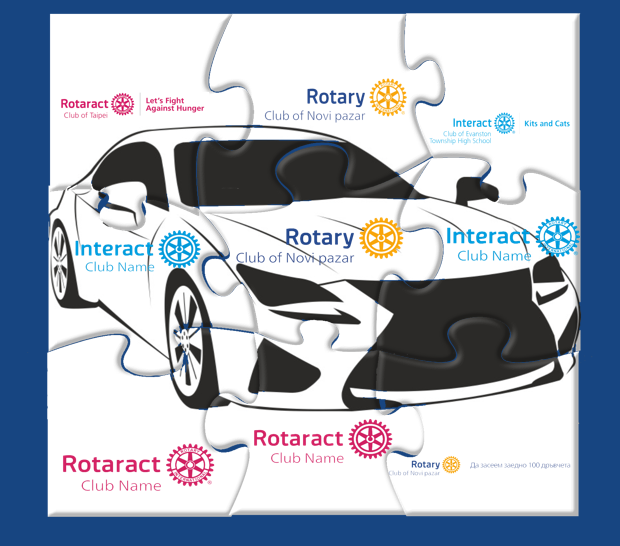 Rotaract
Club of Taipei
Let's Fight
Against Hunger
Rotary
Club of Novi pazar
Interact
Club of Evanston
Township High School
Kits and Cats
Interact
Club Name
Rotary
Club of Novi pazar
Interact
Club Name
Rotaract
Club Name
Rotaract
Club Name
Rotary
Club of Novi pazar
Да засеем заедно 100 дръвчета